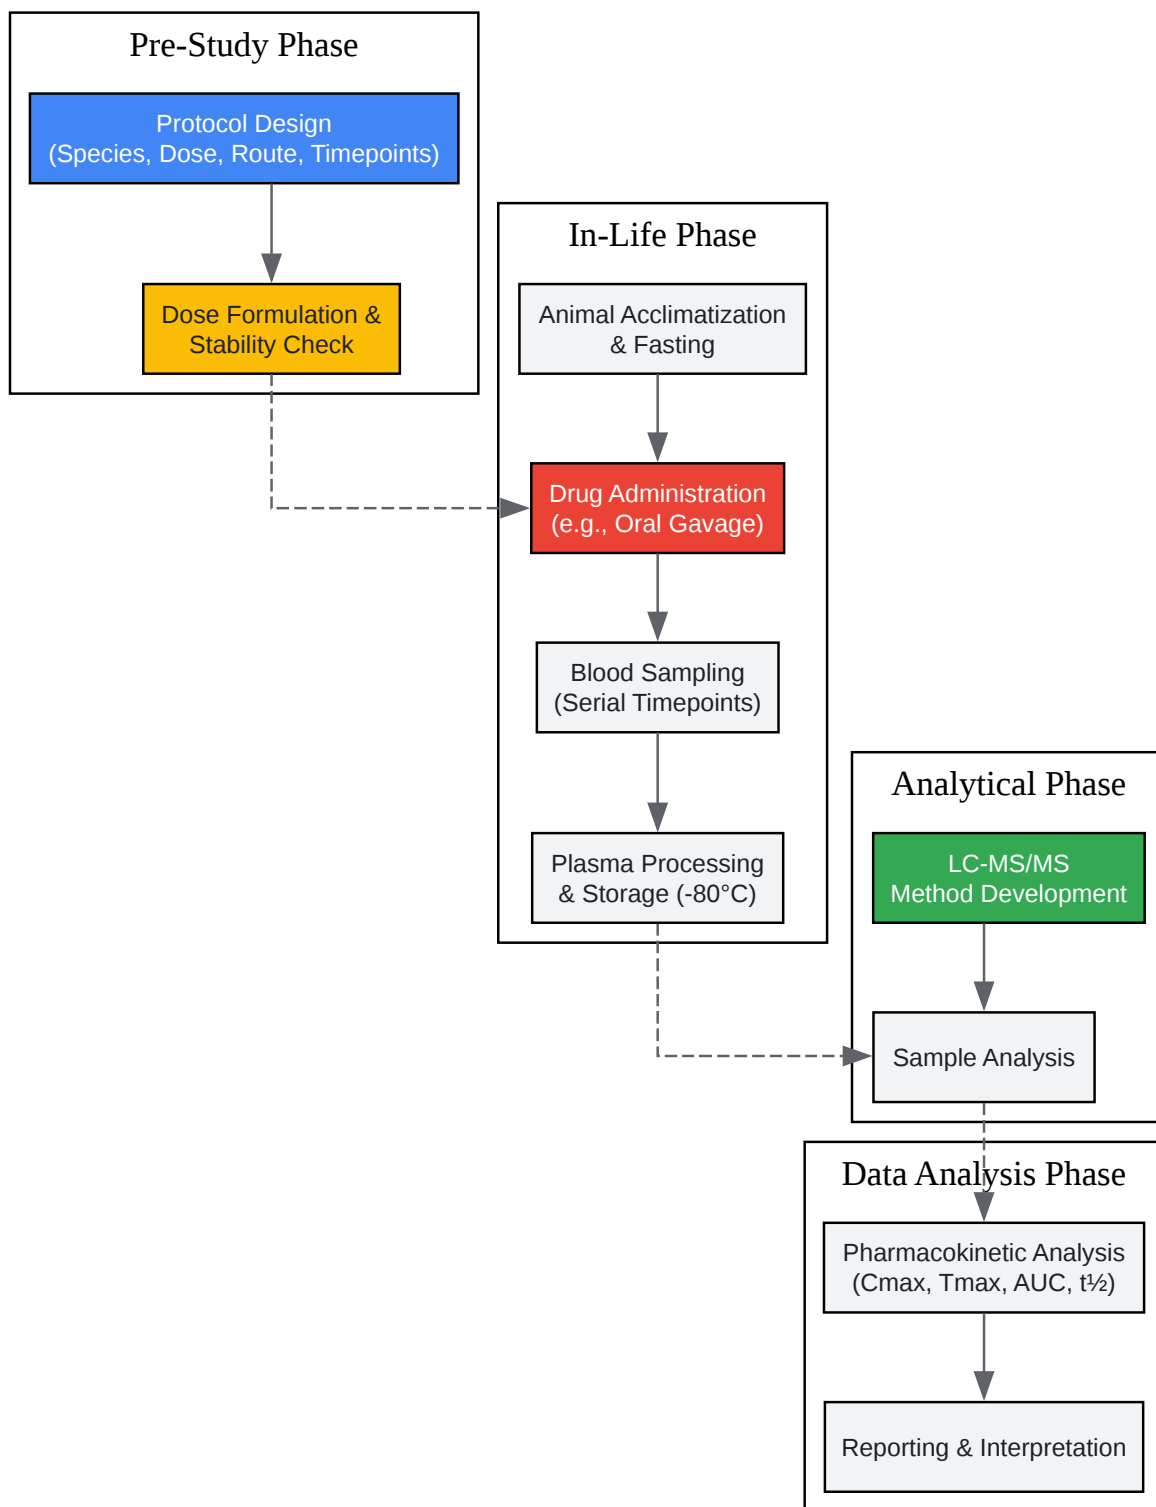 Pre-Study Phase
Protocol Design
(Species, Dose, Route, Timepoints)
Dose Formulation &
Stability Check
In-Life Phase
Animal Acclimatization
& Fasting
Drug Administration
(e.g., Oral Gavage)
Blood Sampling
(Serial Timepoints)
Plasma Processing
& Storage (-80°C)
Analytical Phase
LC-MS/MS
Method Development
Sample Analysis
Data Analysis Phase
Pharmacokinetic Analysis
(Cmax, Tmax, AUC, t½)
Reporting & Interpretation